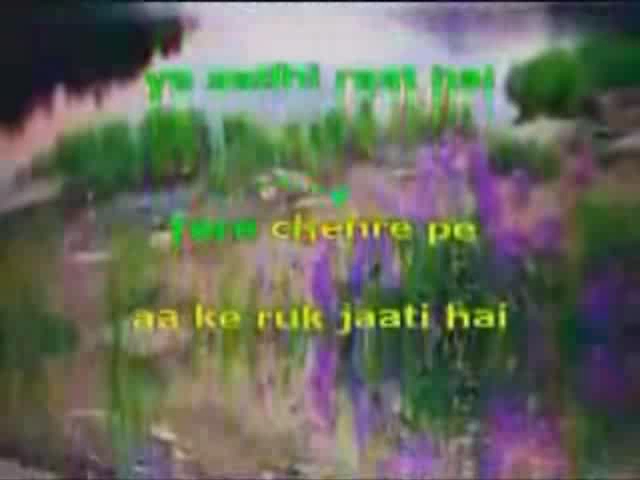 ye aadhi raat hai
tere chehre pe
aa ke ruk jaati hai